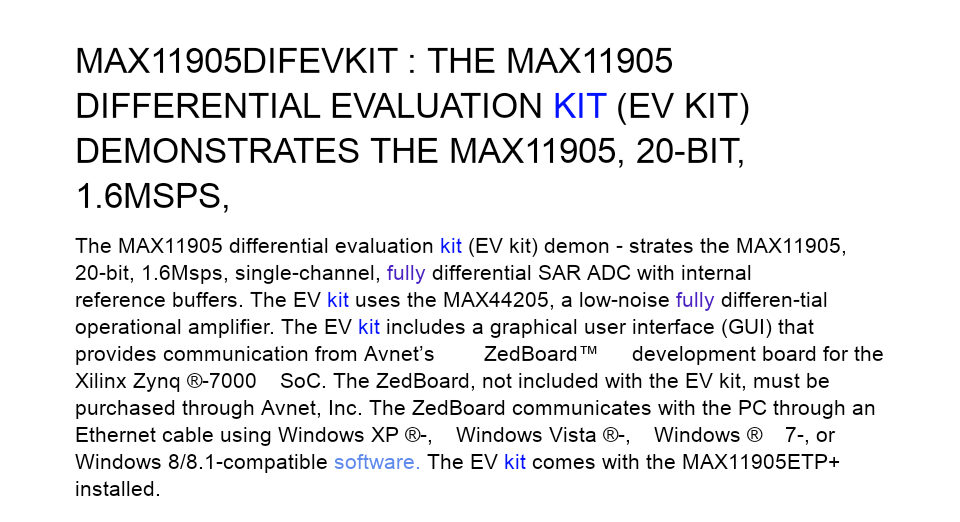 MAX11905DIFEVKIT : THE MAX11905
DIFFERENTIAL EVALUATION KIT (EV KIT)
DEMONSTRATES THE MAX11905, 20-BIT,
1.6MSPS,
The MAX11905 differential evaluation kit (EV kit) demon - strates the MAX11905,
20-bit, 1.6Msps, single-channel, fully differential SAR ADC with internal
reference buffers. The EV kit uses the MAX44205, a low-noise fully differen-tial
operational amplifier. The EV kit includes a graphical user interface (GUI) that
provides communication from Avnet’s ZedBoard™ development board for the
Xilinx Zynq ®-7000 SoC. The ZedBoard, not included with the EV kit, must be
purchased through Avnet, Inc. The ZedBoard communicates with the PC through an
Ethernet cable using Windows XP ®-, Windows Vista ®-, Windows ® 7-, or
Windows 8/8.1-compatible software. The EV kit comes with the MAX11905ETP+
installed.